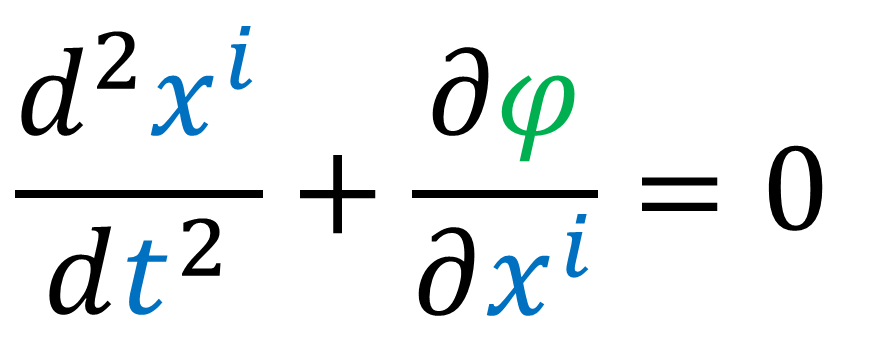 d²xⁱ/dt² + ∂φ/∂xⁱ = 0